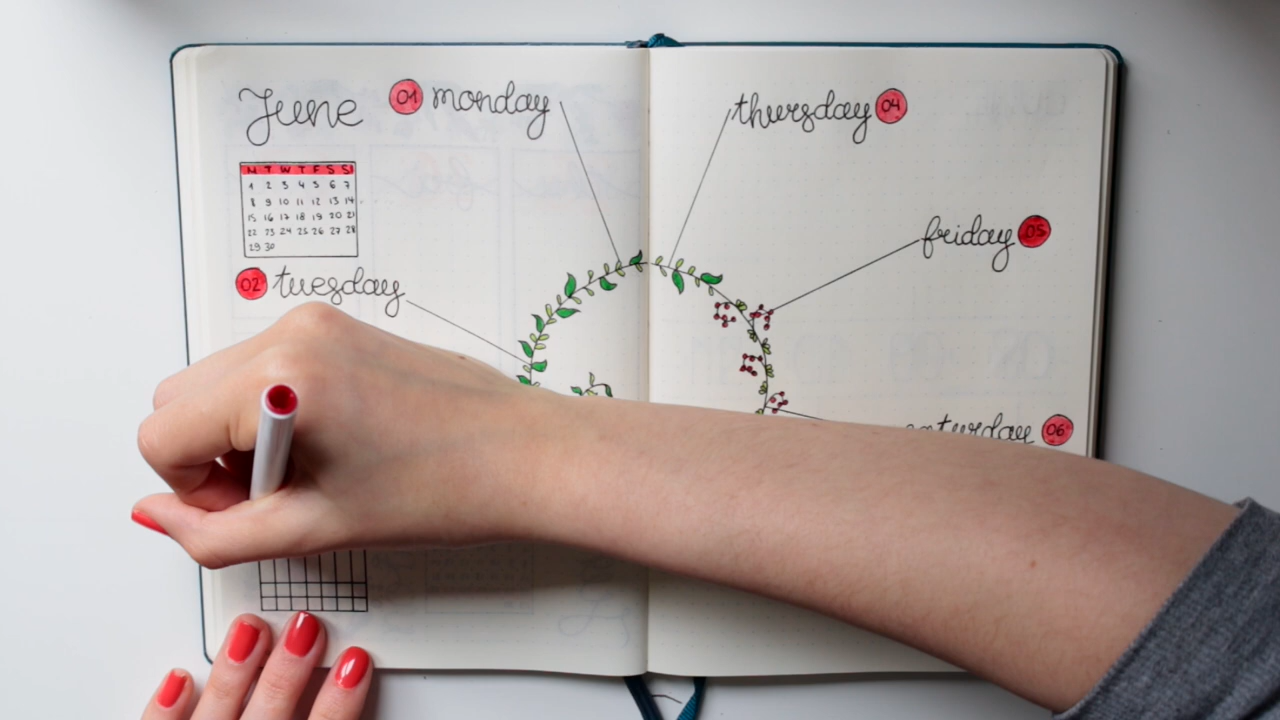 June
01 monday
M T W T F S S
1 2 3 4 5 6 7
8 9 10 11 12 13 14
15 16 17 18 19 20 21
22 23 24 25 26 27 28
29 30
02 tuesday
thursday 04
friday 05
saturday 06